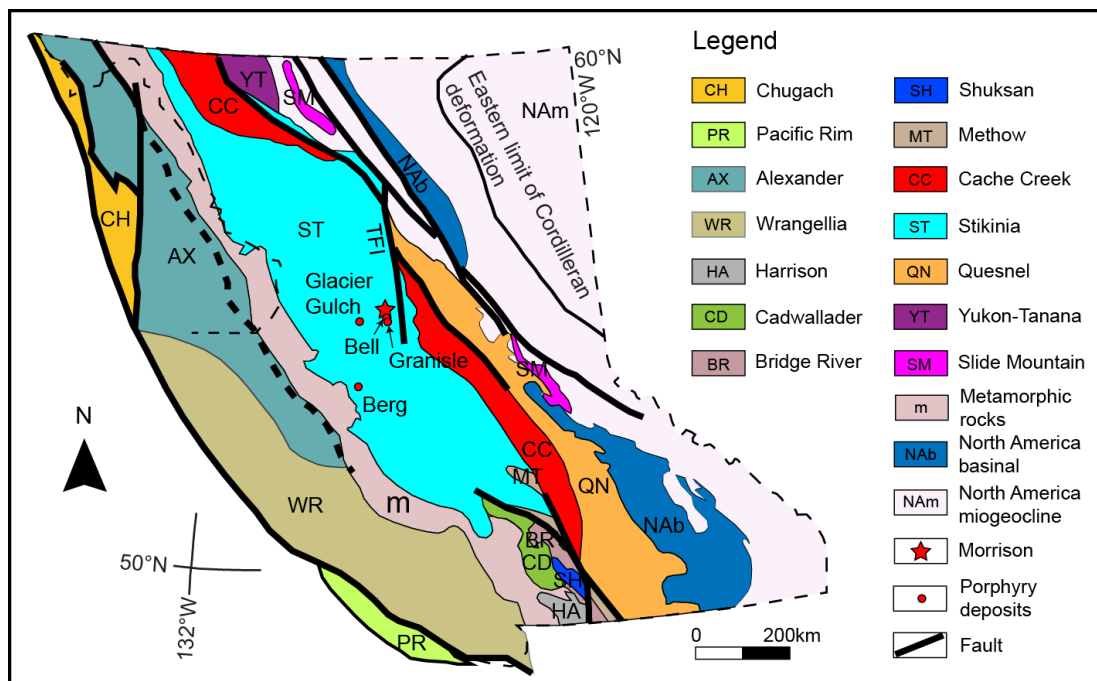 YT
SM
CC
NAm
Eastern limit of Cordilleran
deformation
60°N
120°W
NAb
CH
AX
ST
TFI
Glacier
Gulch
Bell
Granisle
Berg
SM
N
CC
MT
QN
NAb
WR
m
BR
CD
SH
HA
PR
50°N
132°W
0 200km
Legend
CH Chugach
PR Pacific Rim
AX Alexander
WR Wrangellia
HA Harrison
CD Cadwallader
BR Bridge River
m Metamorphic
rocks
NAb North America
basinal
NAm North America
miogeocline
SH Shuksan
MT Methow
CC Cache Creek
ST Stikinia
QN Quesnel
YT Yukon-Tanana
SM Slide Mountain
Morrison
Porphyry
deposits
Fault